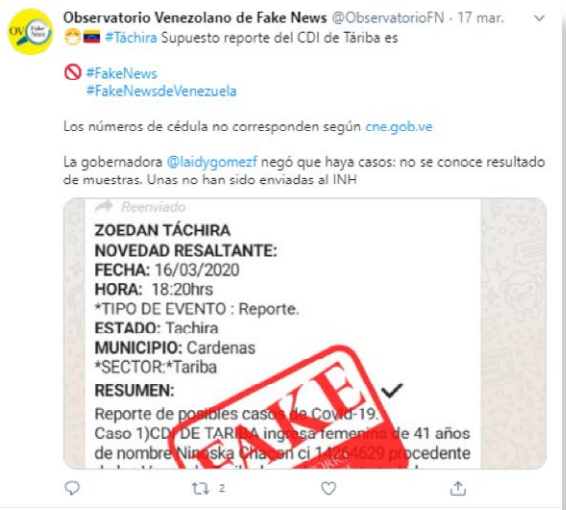 Observatorio Venezolano de Fake News @ObservatorioFN · 17 mar.
#Táchira Supuesto reporte del CDI de Táriba es
#FakeNews
#FakeNewsdeVenezuela
Los números de cédula no corresponden según cne.gob.ve
La gobernadora @laidygomezf negó que haya casos: no se conoce resultado
de muestras. Unas no han sido enviadas al INH
Reenviado
ZOEDAN TÁCHIRA
NOVEDAD RESALTANTE:
FECHA: 16/03/2020
HORA: 18:20hrs
*TIPO DE EVENTO : Reporte.
ESTADO: Tachira
MUNICIPIO: Cardenas
*SECTOR:*Tariba
RESUMEN:
Reporte de posibles casos de Covid-19.
Caso 1)CDI DE TARIBA ingresa femenina de 41 años
de nombre Ninoska Chacon ci 14264629 procedente
FAKE
2